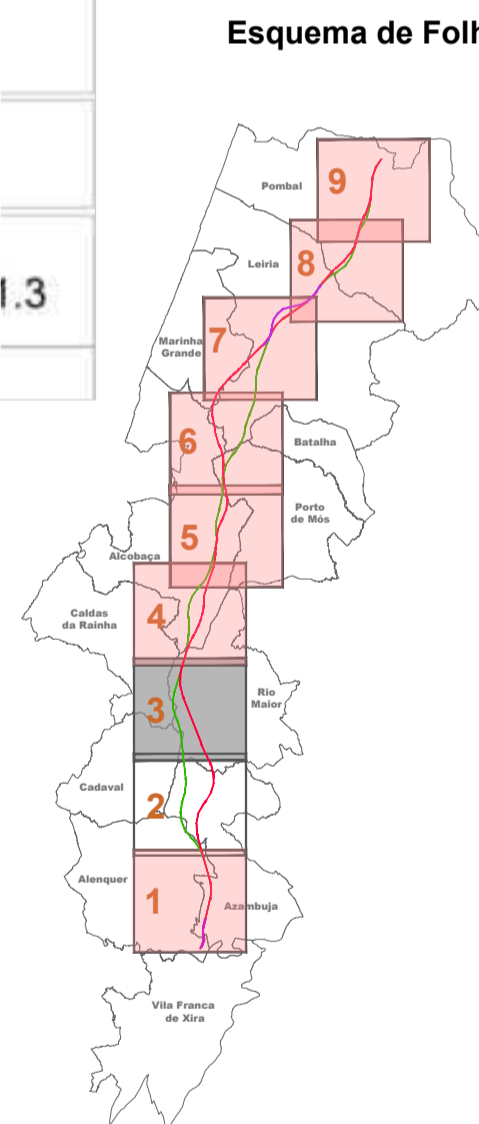 Esquema de Folh
1.3
9
Pombal
8
Leiria
7
Marinha
Grande
6
Batalha
Porto
de Mós
5
Alcobaça
4
Caldas
da Rainha
3
Rio
Maior
2
Cadaval
1
Alenquer
Azambuja
Vila Franca
de Xira